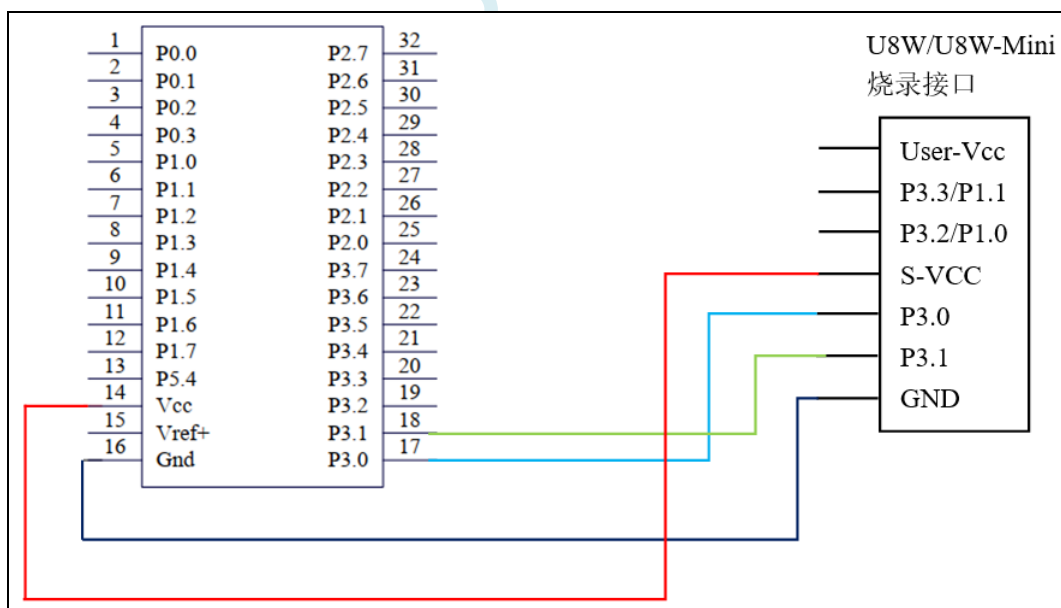 1 P0.0 P2.7 32
2 P0.1 P2.6 31
3 P0.2 P2.5 30
4 P0.3 P2.4 29
5 P1.0 P2.3 28
6 P1.1 P2.2 27
7 P1.2 P2.1 26
8 P1.3 P2.0 25
9 P1.4 P3.7 24
10 P1.5 P3.6 23
11 P1.6 P3.5 22
12 P1.7 P3.4 21
13 P5.4 P3.3 20
14 Vcc P3.2 19
15 Vref+ P3.1 18
16 Gnd P3.0 17
U8W/U8W-Mini
烧录接口
User-Vcc
P3.3/P1.1
P3.2/P1.0
S-VCC
P3.0
P3.1
GND